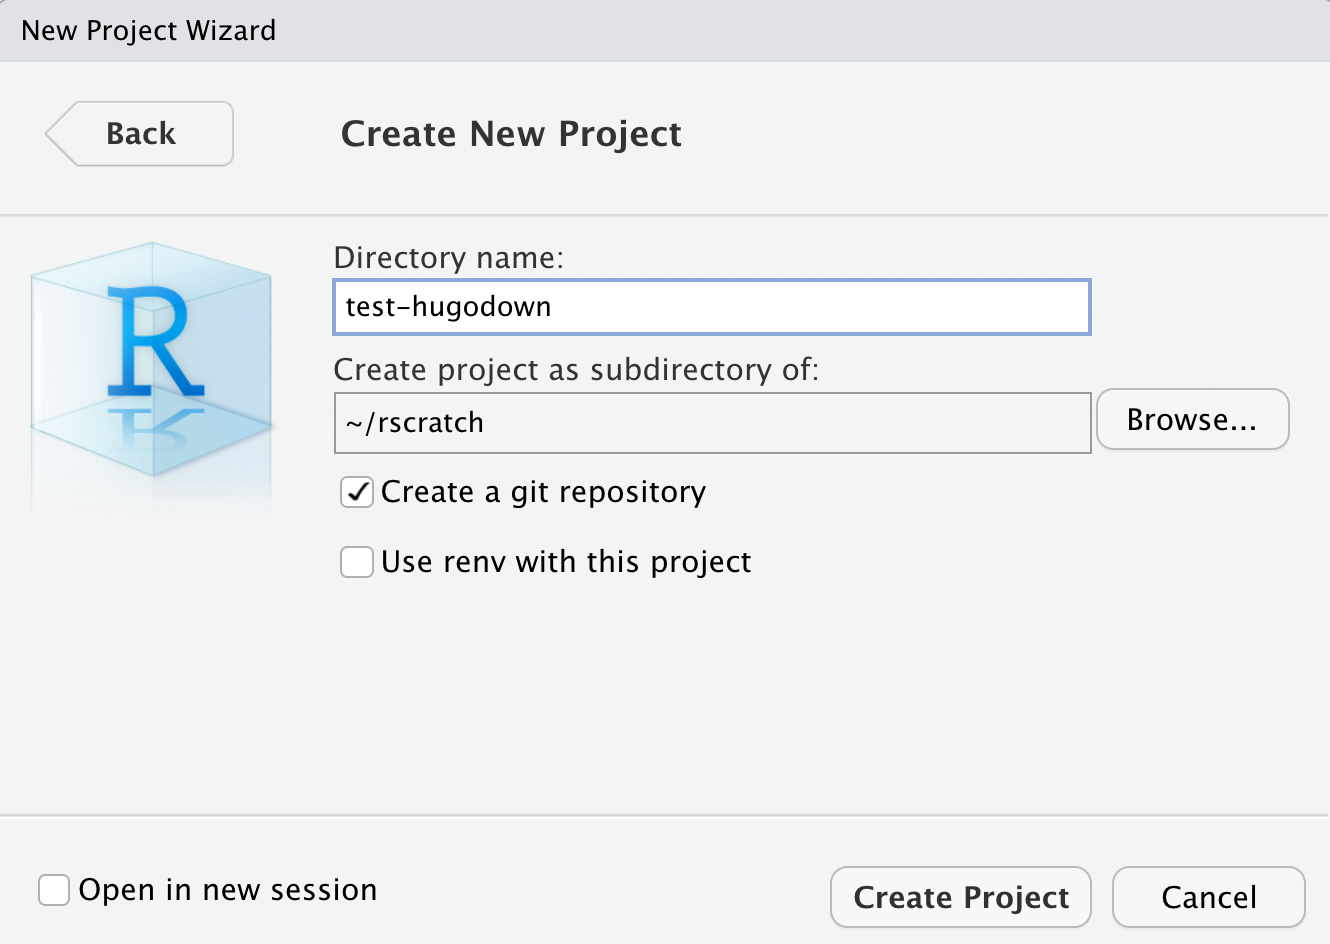 New Project Wizard
Back
Create New Project
R
Directory name:
test-hugodown
Create project as subdirectory of:
~/rscratch
Browse...
Create a git repository
Use renv with this project
Open in new session
Create Project
Cancel